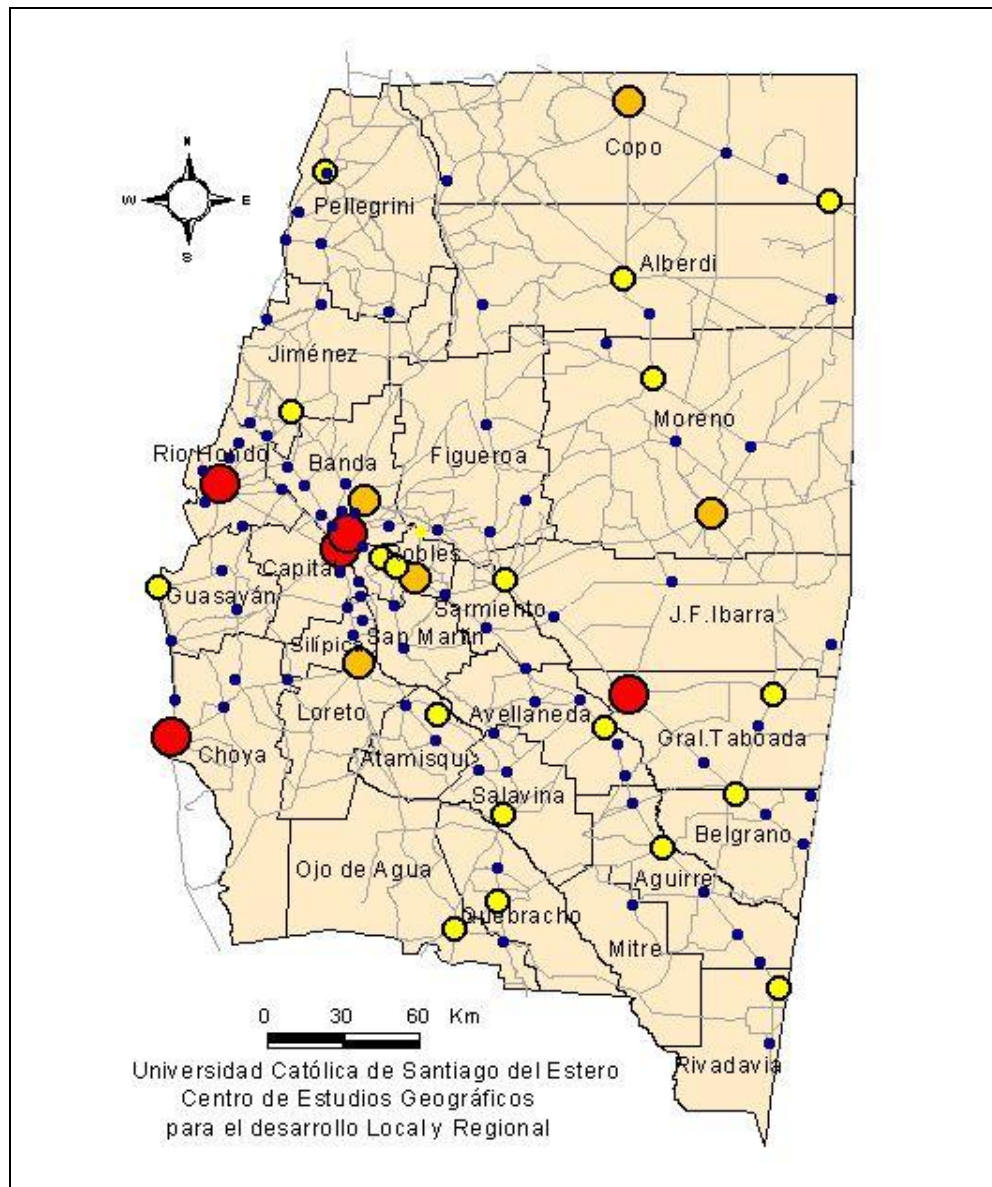 N
W
E
S
Copo
Pellegrini
Alberdi
Jiménez
Moreno
Rio Hondo
Banda
Figueroa
Robles
Capital
Guasaván
Sarmiento
J.F.Ibarra
San Martín
Silípica
Loreto
Avellaneda
Gral.Taboada
Choya
Atamisqui
Salavina
Belgrano
Ojo de Agua
Aguirre
Quebracho
Mitre
0 30 60 Km
Rivadavia
Universidad Católica de Santiago del Estero
Centro de Estudios Geográficos
para el desarrollo Local y Regional